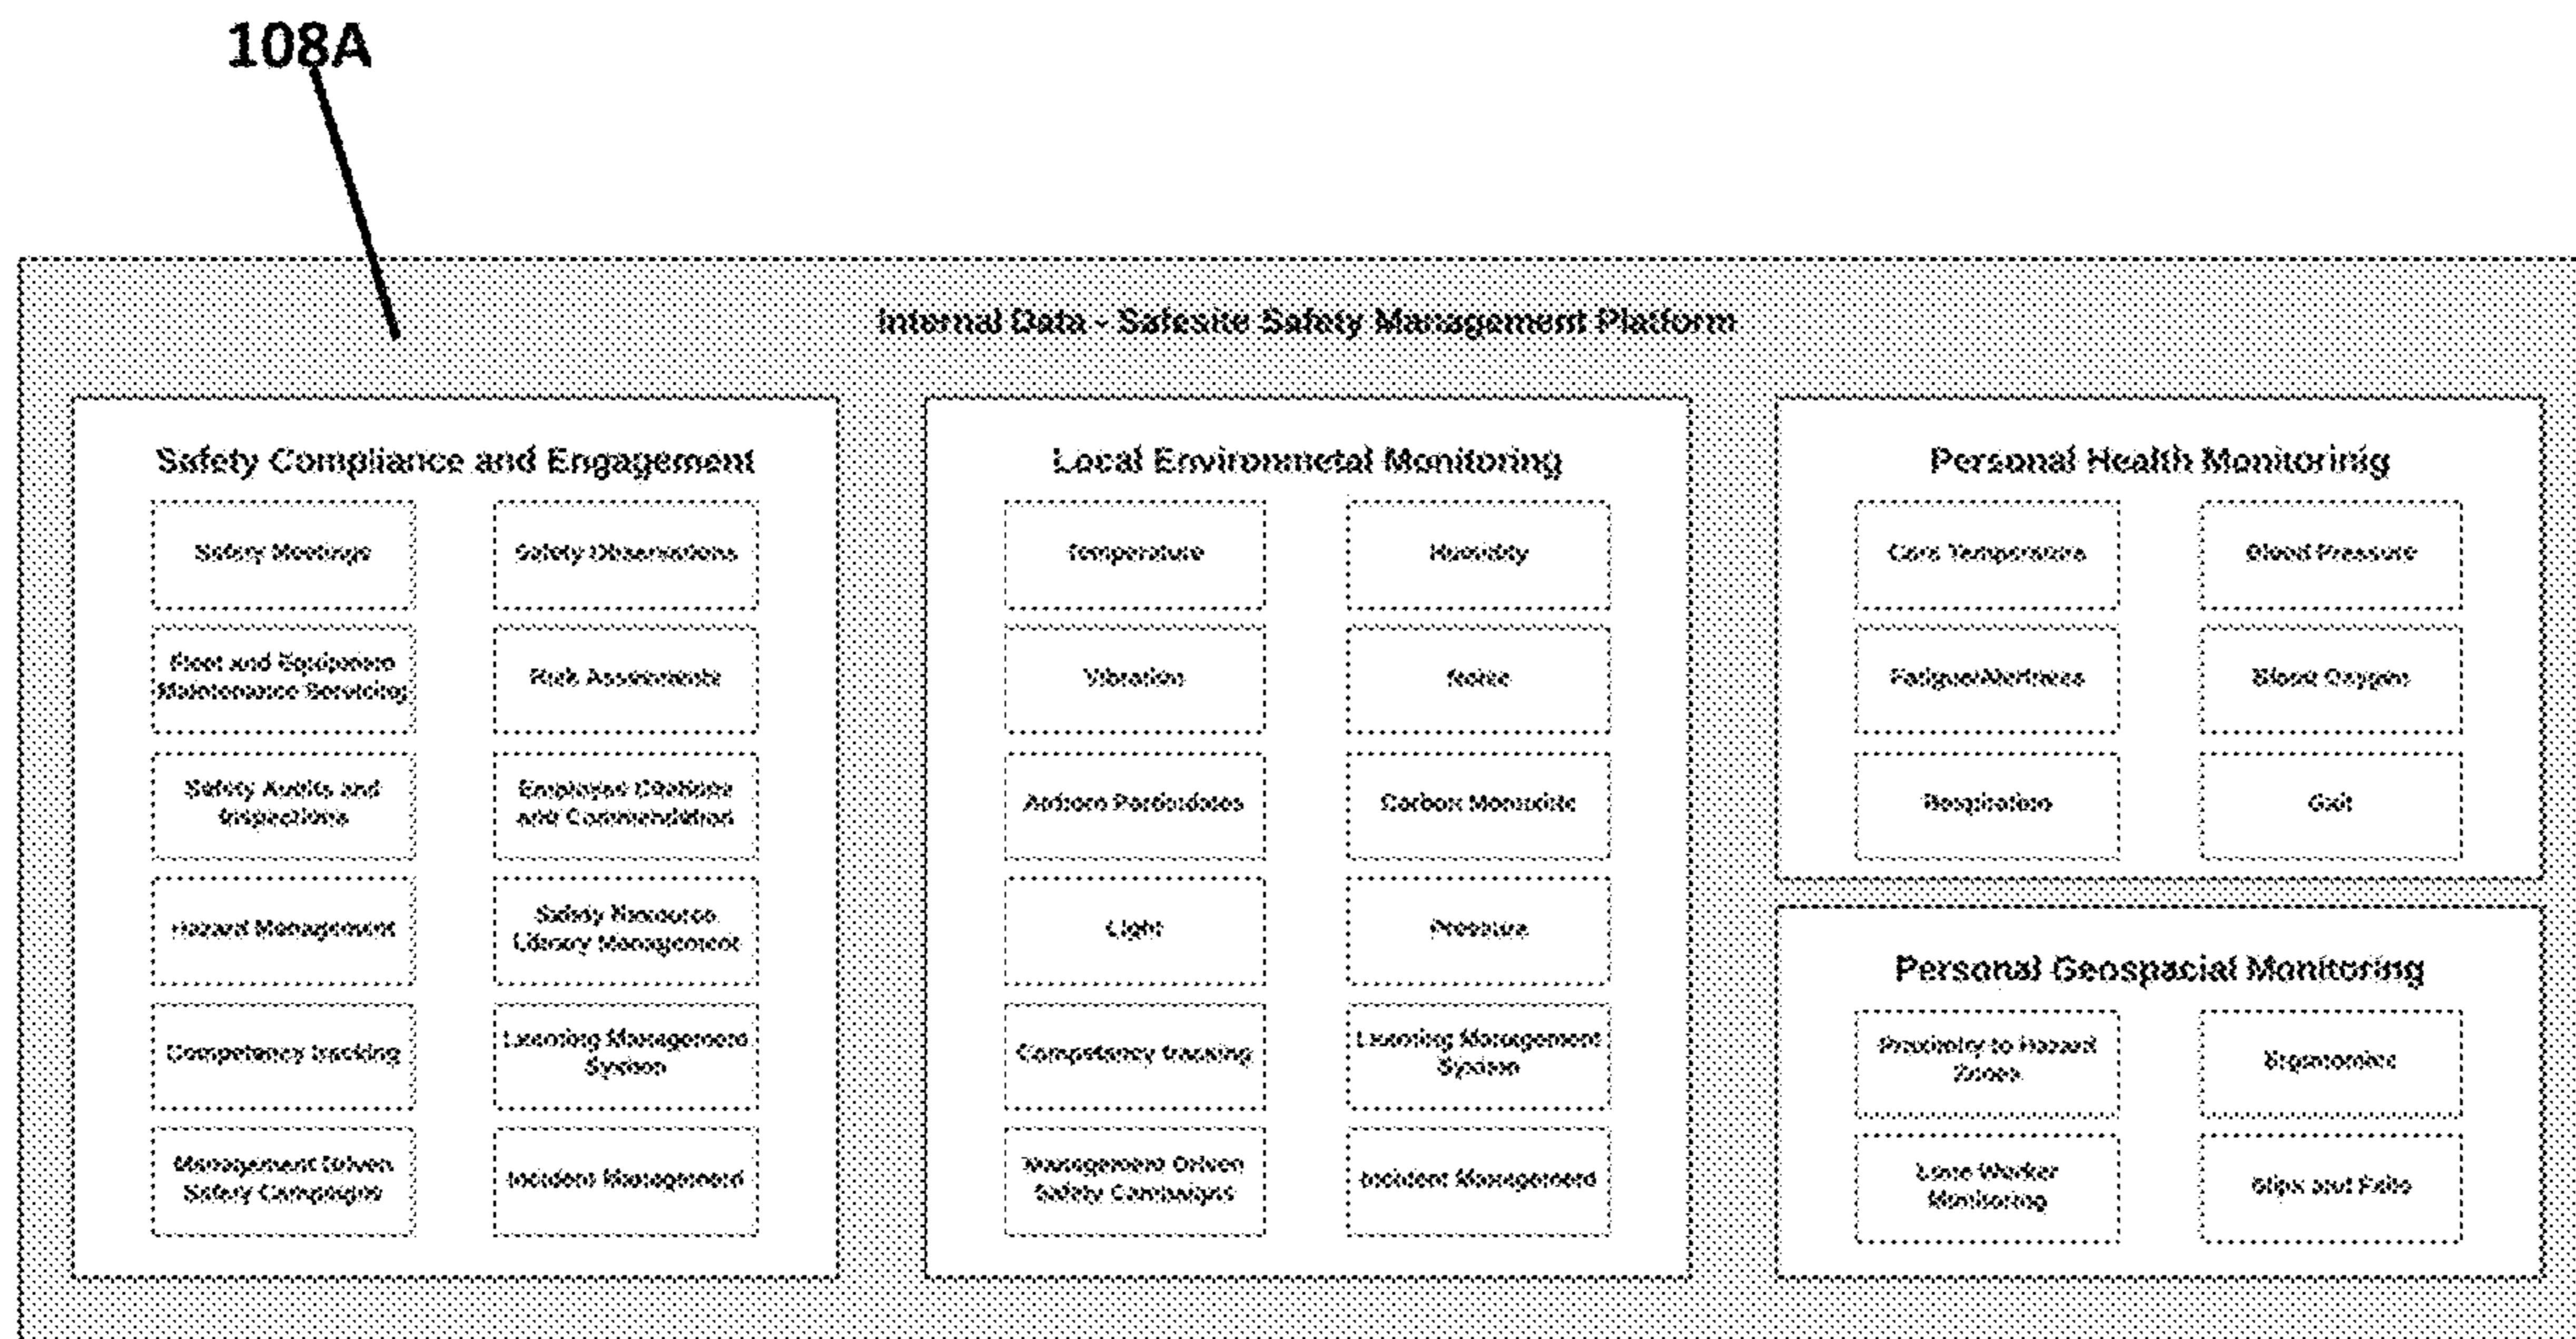 108A
Internal Data - Safesite Safety Management Platform
Safety Compliance and Engagement
Safety Meetings
Safety Observations
Fleet and Equipment
Maintenance Servicing
Risk Assessments
Safety Audits and
Inspections
Employee Citations
and Commendation
Hazard Management
Safety Resource
Library Management
Competency tracking
Learning Management
System
Management Driven
Safety Campaigns
Incident Management
Local Environmetal Monitoring
Temperature
Humidity
Vibration
Noise
Airborn Particulates
Carbon Monoxide
Light
Pressure
Competency tracking
Learning Management
System
Management Driven
Safety Campaigns
Incident Management
Personal Health Monitorinig
Core Temperature
Blood Pressure
Fatigue/Alertness
Blood Oxygen
Respiration
Gait
Personal Geospacial Monitoring
Proximity to Hazard
Zones
Ergonomics
Lone Worker
Monitoring
Slips and Falls